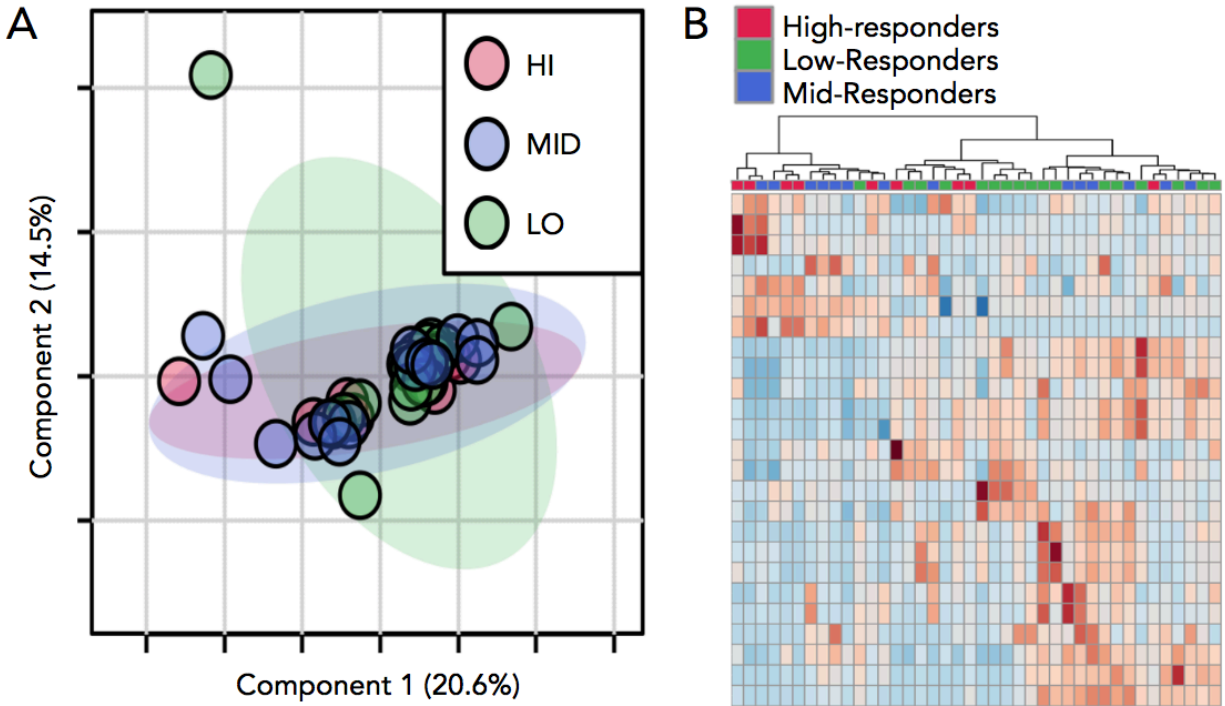 A
HI
MID
LO
Component 2 (14.5%)
Component 1 (20.6%)
B
High-responders
Low-Responders
Mid-Responders